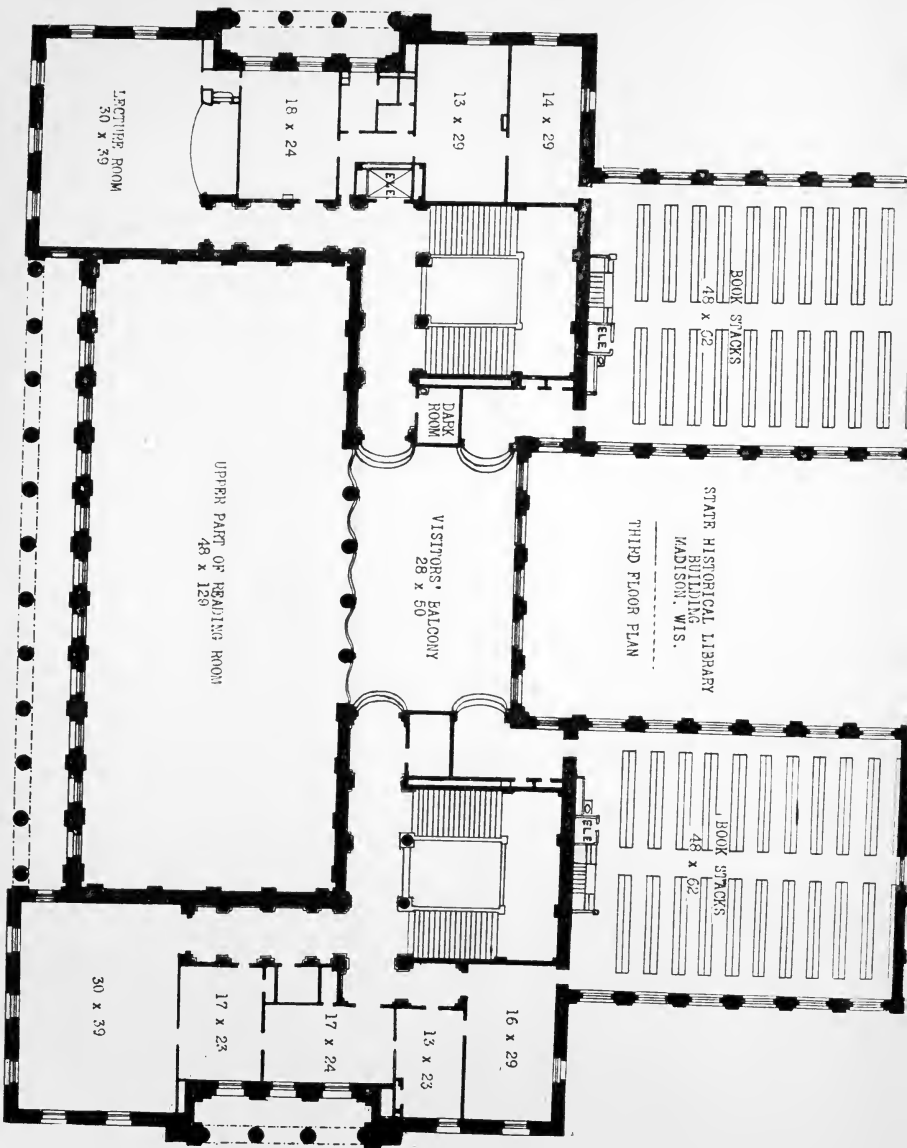 STATE HISTORICAL LIBRARY
BUILDING
MADISON. WIS.
THIRD FLOOR PLAN
14 x 29
13 x 29
18 x 24
LECTURE ROOM
30 x 39
ELE
BOOK STACKS
48 x 62
ELE
DARK
ROOM
VISITORS' BALCONY
28 x 50
UPPER PART OF READING ROOM
48 x 129
BOOK STACKS
48 x 62
ELE
16 x 29
13 x 23
17 x 24
17 x 23
30 x 39